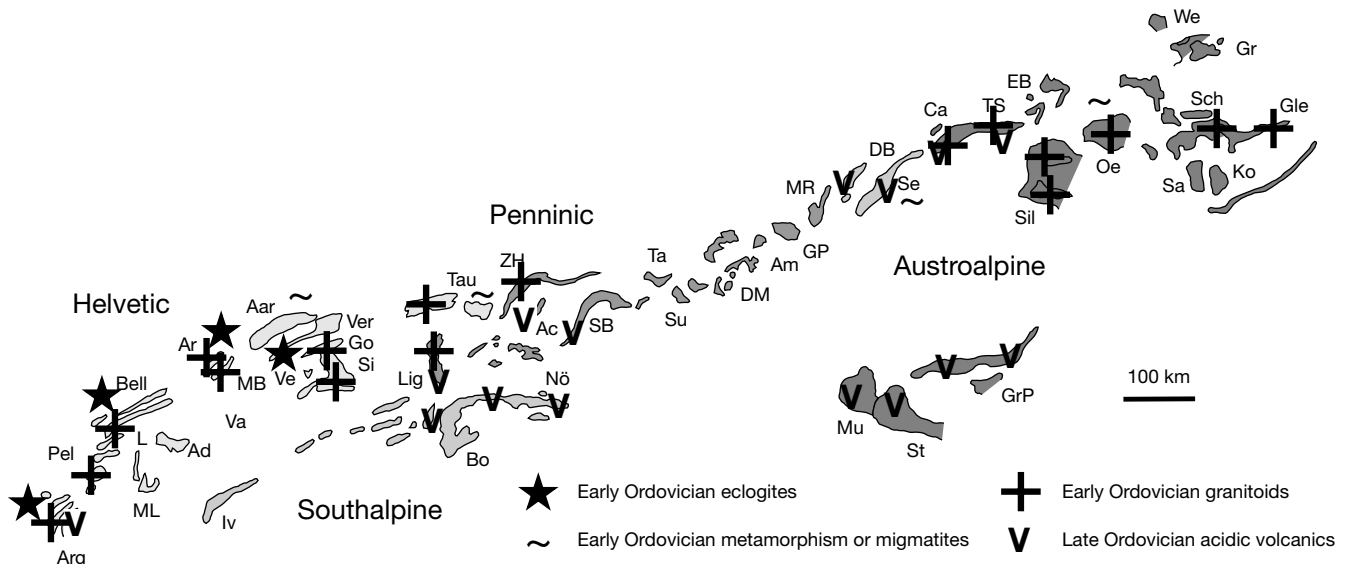 We
Gr
EB
Ca
TS
Sch
Gle
DB
Oe
MR
Se
Sa
Ko
Sil
Penninic
GP
Ta
Am
Austroalpine
ZH
Tau
DM
Helvetic
Su
Aar
Ver
Ac
SB
Go
Ar
Si
MB
Ve
Lig
Nö
Bell
GrP
100 km
Va
Mu
L
Ad
St
Pel
Bo
Early Ordovician eclogites
Early Ordovician granitoids
ML
Iv
Southalpine
Early Ordovician metamorphism or migmatites
Late Ordovician acidic volcanics
Arg